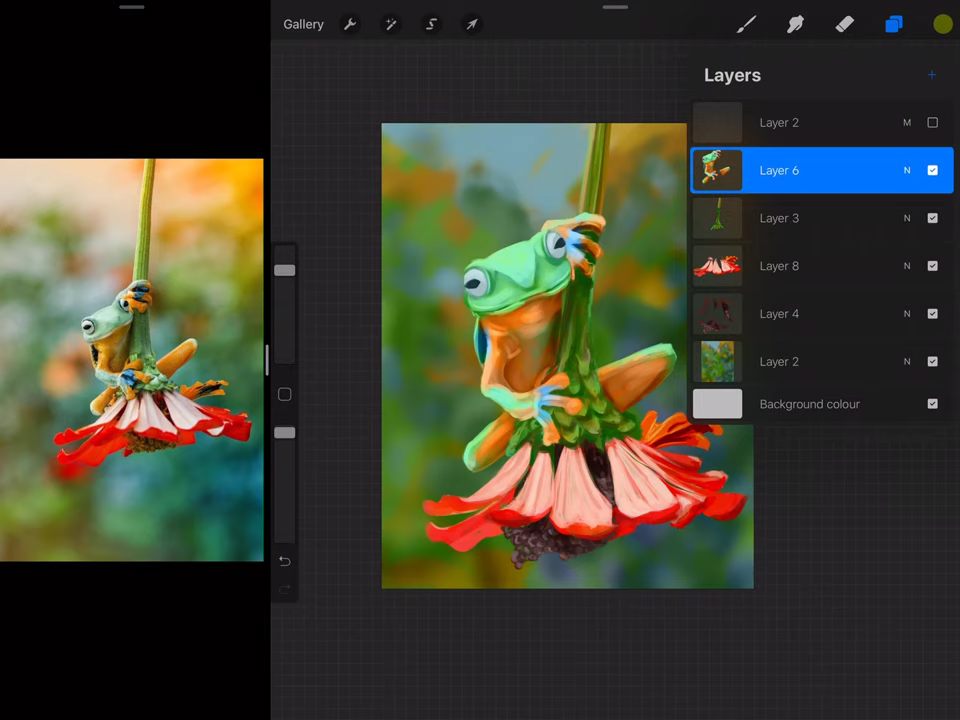 Gallery
Layers
Layer 2 M
Layer 6 N
Layer 3 N
Layer 8 N
Layer 4 N
Layer 2 N
Background colour